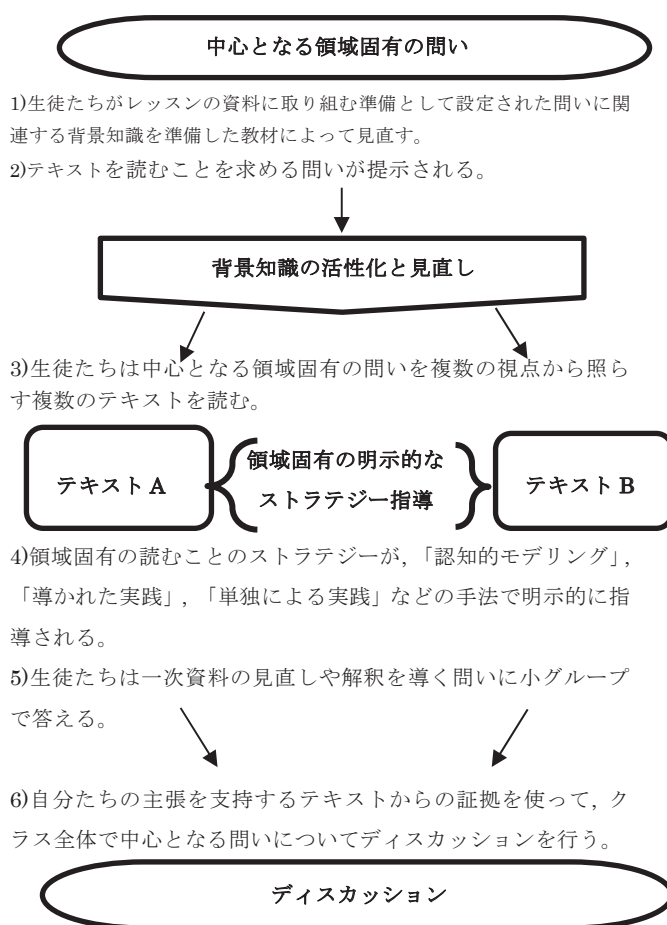 中心となる領域固有の問い
1)生徒たちがレッスンの資料に取り組む準備として設定された問いに関
連する背景知識を準備した教材によって見直す。
2)テキストを読むことを求める問いが提示される。
背景知識の活性化と見直し
3)生徒たちは中心となる領域固有の問いを複数の視点から照ら
す複数のテキストを読む。
テキスト A
領域固有の明示的な
ストラテジー指導
テキスト B
4)領域固有の読むことのストラテジーが,「認知的モデリング」,
「導かれた実践」,「単独による実践」などの手法で明示的に指
導される。
5)生徒たちは一次資料の見直しや解釈を導く問いに小グループ
で答える。
6)自分たちの主張を支持するテキストからの証拠を使って, ク
ラス全体で中心となる問いについてディスカッションを行う。
ディスカッション